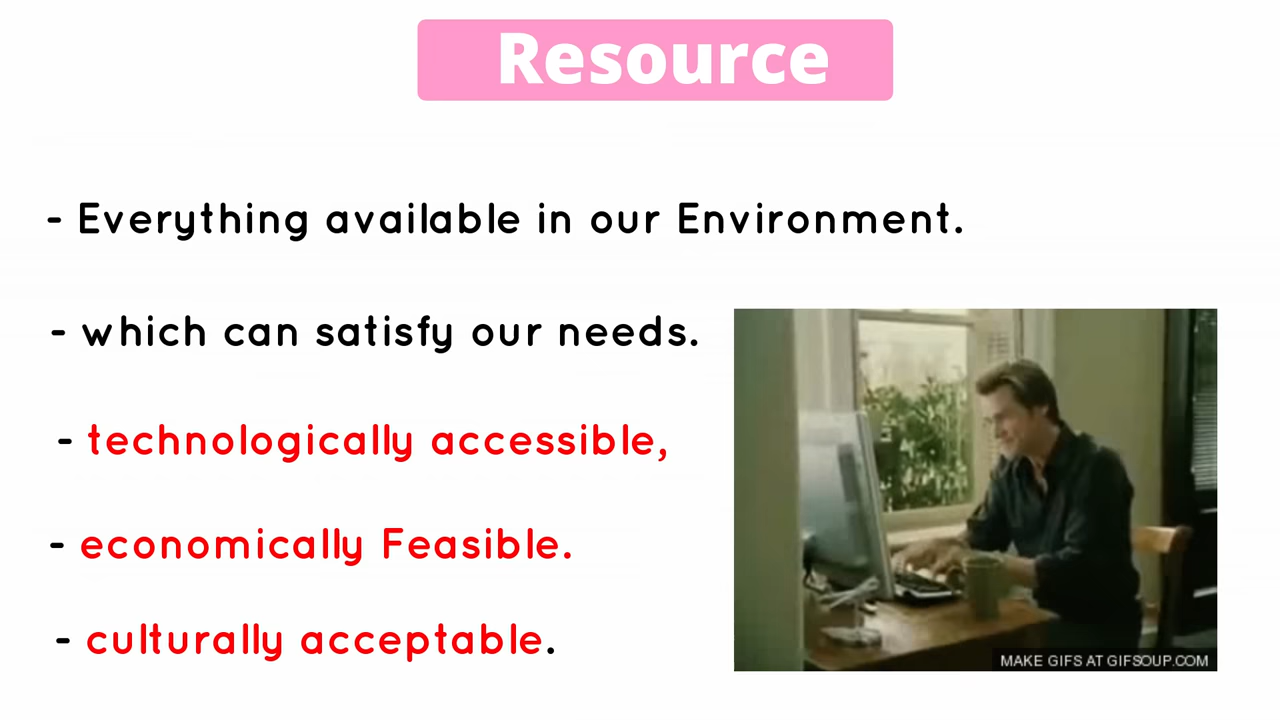 Resource
- Everything available in our Environment.
- which can satisfy our needs.
- technologically accessible,
- economically Feasible.
- culturally acceptable.
MAKE GIFS AT GIFSOUP.COM